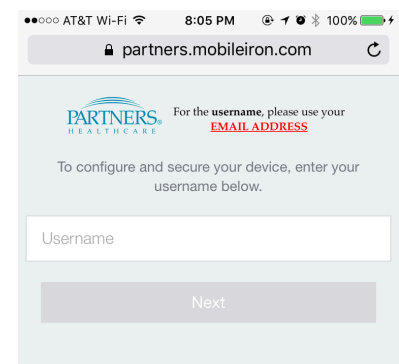 AT&T Wi-Fi 8:05 PM 100%
partners.mobileiron.com
PARTNERS®
HEALTHCARE
For the username, please use your
EMAIL ADDRESS
To configure and secure your device, enter your
username below.
Username
Next